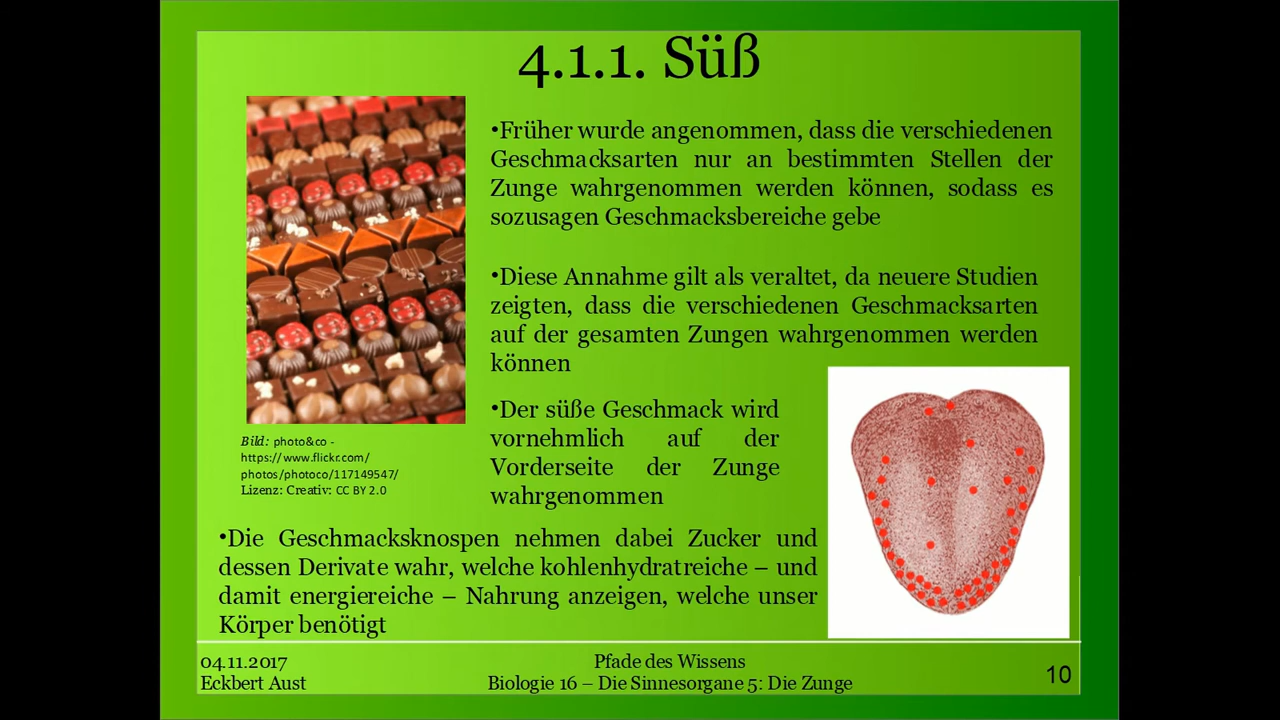 4.1.1. Süß
•Früher wurde angenommen, dass die verschiedenen
Geschmacksarten nur an bestimmten Stellen der
Zunge wahrgenommen werden können, sodass es
sozusagen Geschmacksbereiche gebe
•Diese Annahme gilt als veraltet, da neuere Studien
zeigten, dass die verschiedenen Geschmacksarten
auf der gesamten Zungen wahrgenommen werden
können
•Der süße Geschmack wird
vornehmlich auf der
Vorderseite der Zunge
wahrgenommen
Bild: photo&co -
https://www.flickr.com/
photos/photoco/117149547/
Lizenz: Creativ: CC BY 2.0
•Die Geschmacksknospen nehmen dabei Zucker und
dessen Derivate wahr, welche kohlenhydratreiche – und
damit energiereiche – Nahrung anzeigen, welche unser
Körper benötigt
04.11.2017
Eckbert Aust
Pfade des Wissens
Biologie 16 – Die Sinnesorgane 5: Die Zunge
10